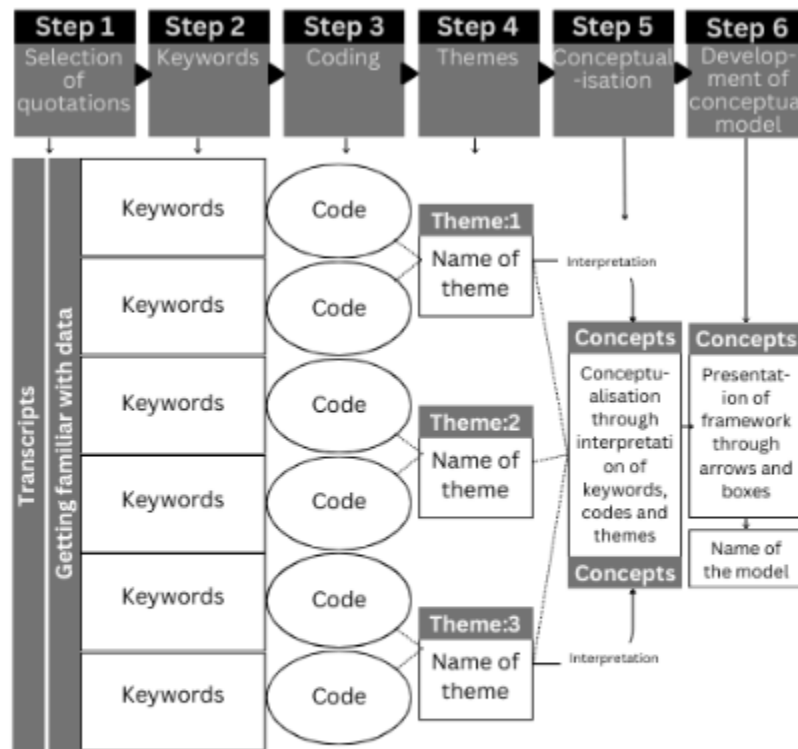 Step 1
Selection
of
quotations
Step 2
Keywords
Step 3
Coding
Step 4
Themes
Step 5
Conceptual
-isation
Step 6
Develop-
ment of
conceptual
model
Transcripts
Getting familiar with data
Keywords
Keywords
Keywords
Keywords
Keywords
Keywords
Code
Code
Code
Code
Code
Code
Theme:1
Name of
theme
Theme:2
Name of
theme
Theme:3
Name of
theme
Interpretation
Concepts
Conceptu-
alisation
through
interpretati
on of
keywords,
codes and
themes
Concepts
Interpretation
Concepts
Presentat-
ion of
framework
through
arrows and
boxes
Name of
the model